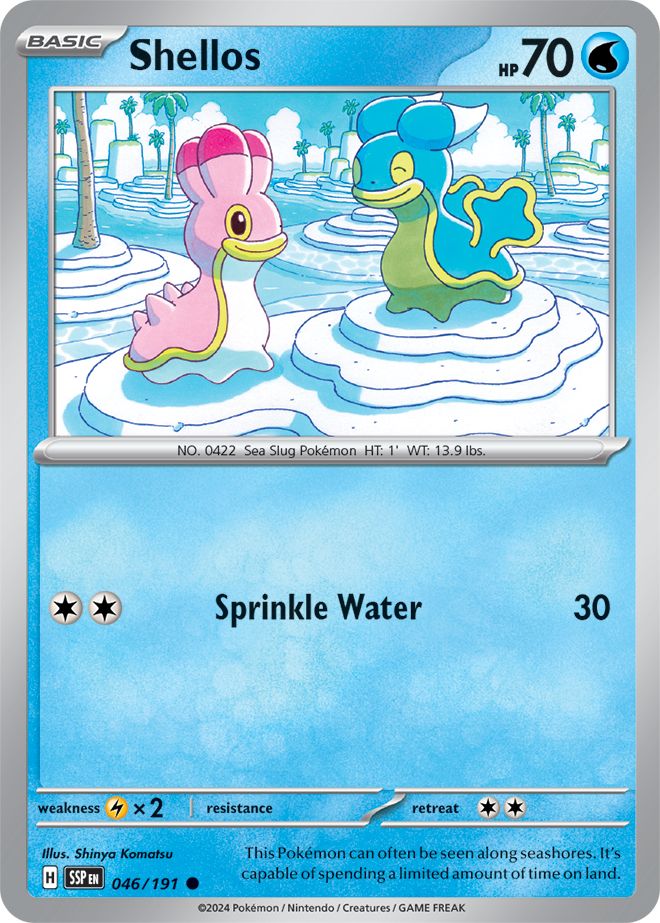 BASIC
Shellos
HP 70
NO. 0422 Sea Slug Pokémon HT: 1' WT: 13.9 lbs.
Sprinkle Water 30
weakness × 2 resistance retreat
Illus. Shinya Komatsu
This Pokémon can often be seen along seashores. It's
capable of spending a limited amount of time on land.
H SSP EN 046/191
©2024 Pokémon / Nintendo / Creatures / GAME FREAK